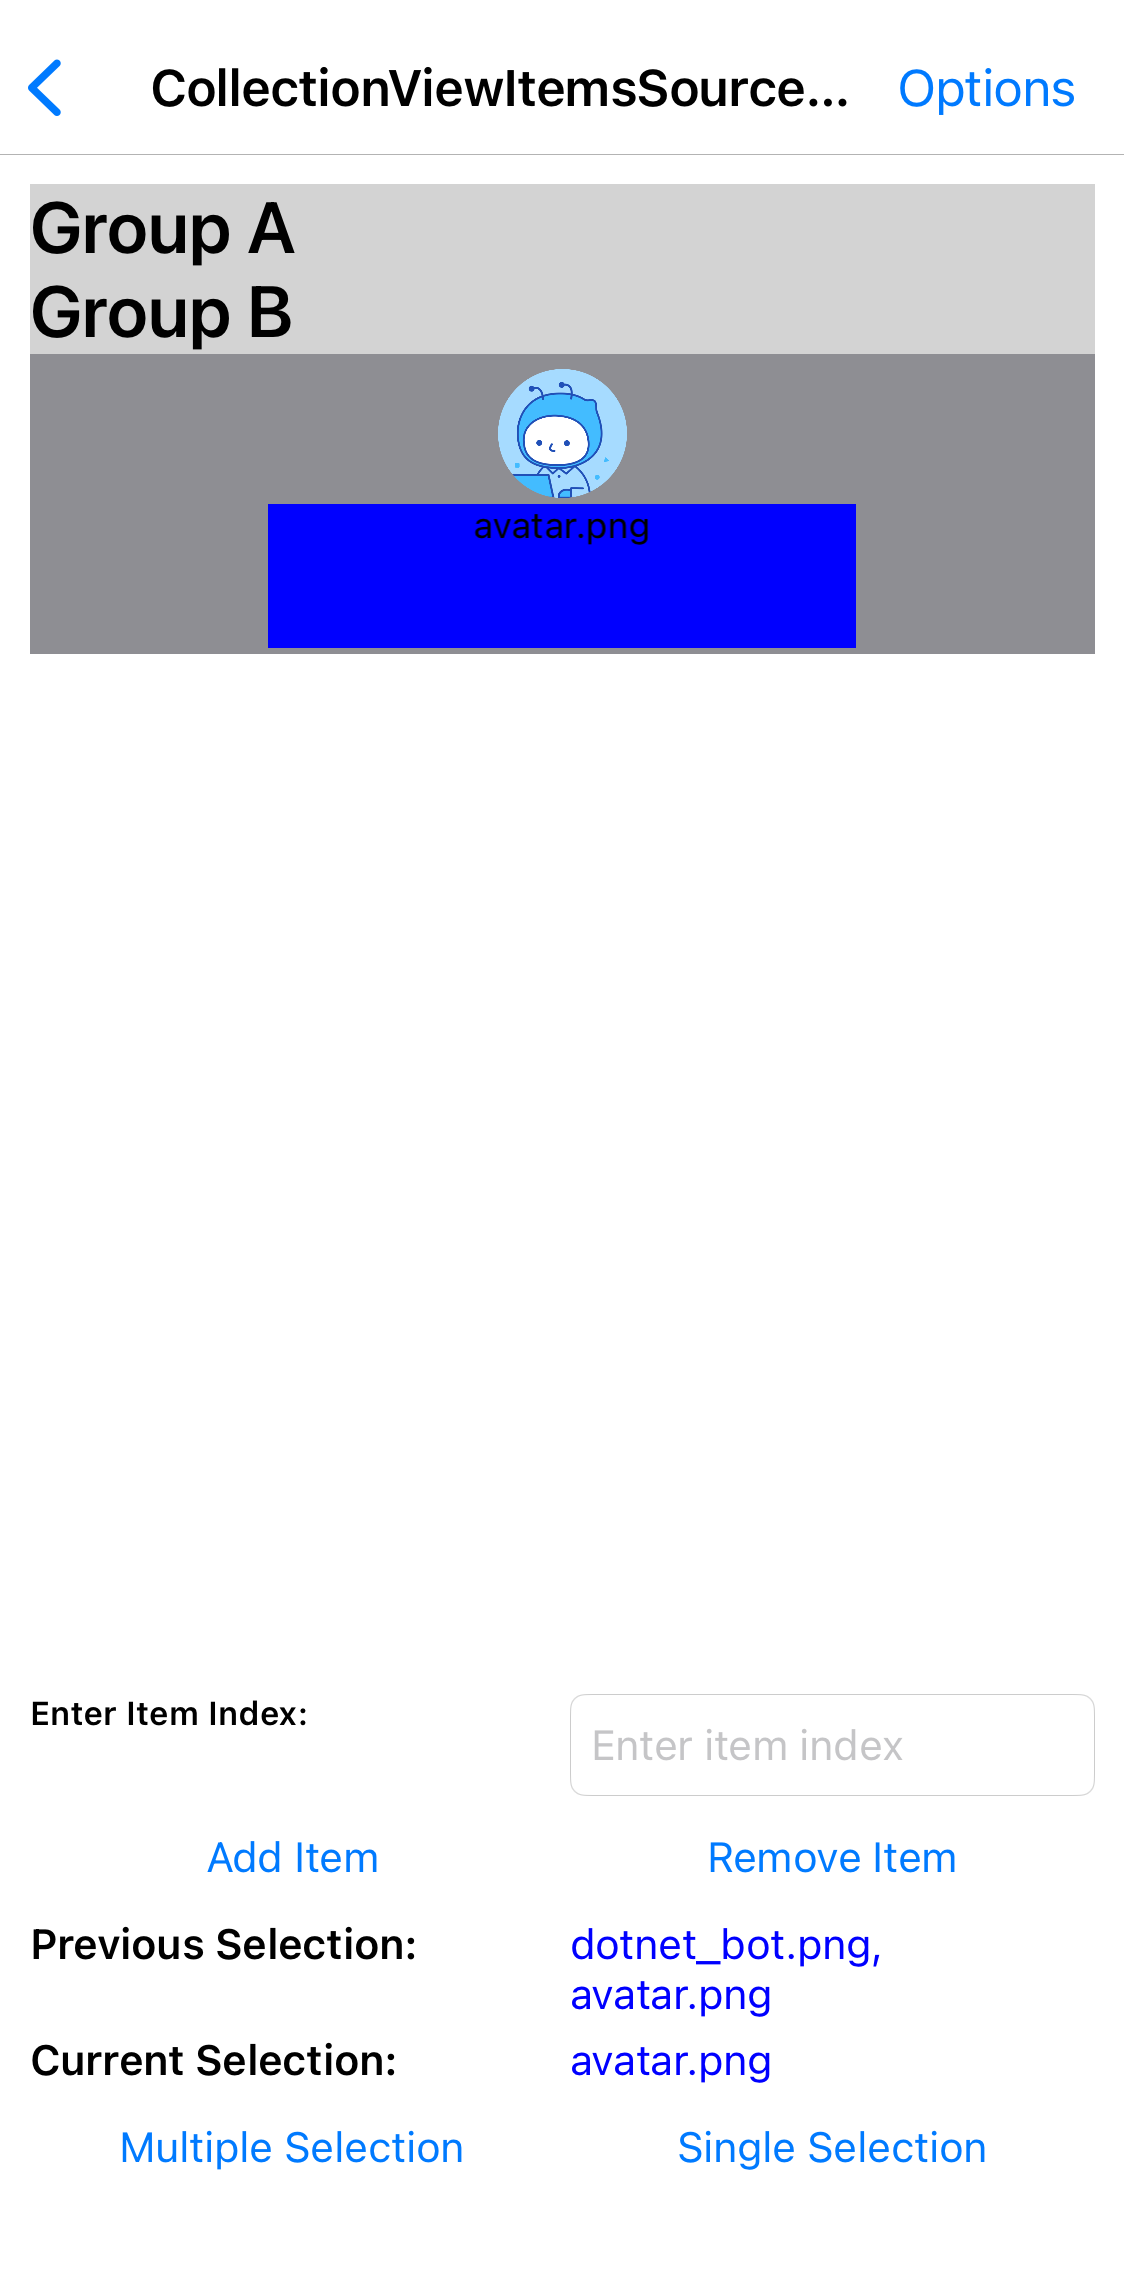 CollectionViewItemsSource...
Options
Group A
Group B
avatar.png
Enter Item Index:
Enter item index
Add Item
Remove Item
Previous Selection:
dotnet_bot.png,
avatar.png
Current Selection:
avatar.png
Multiple Selection
Single Selection